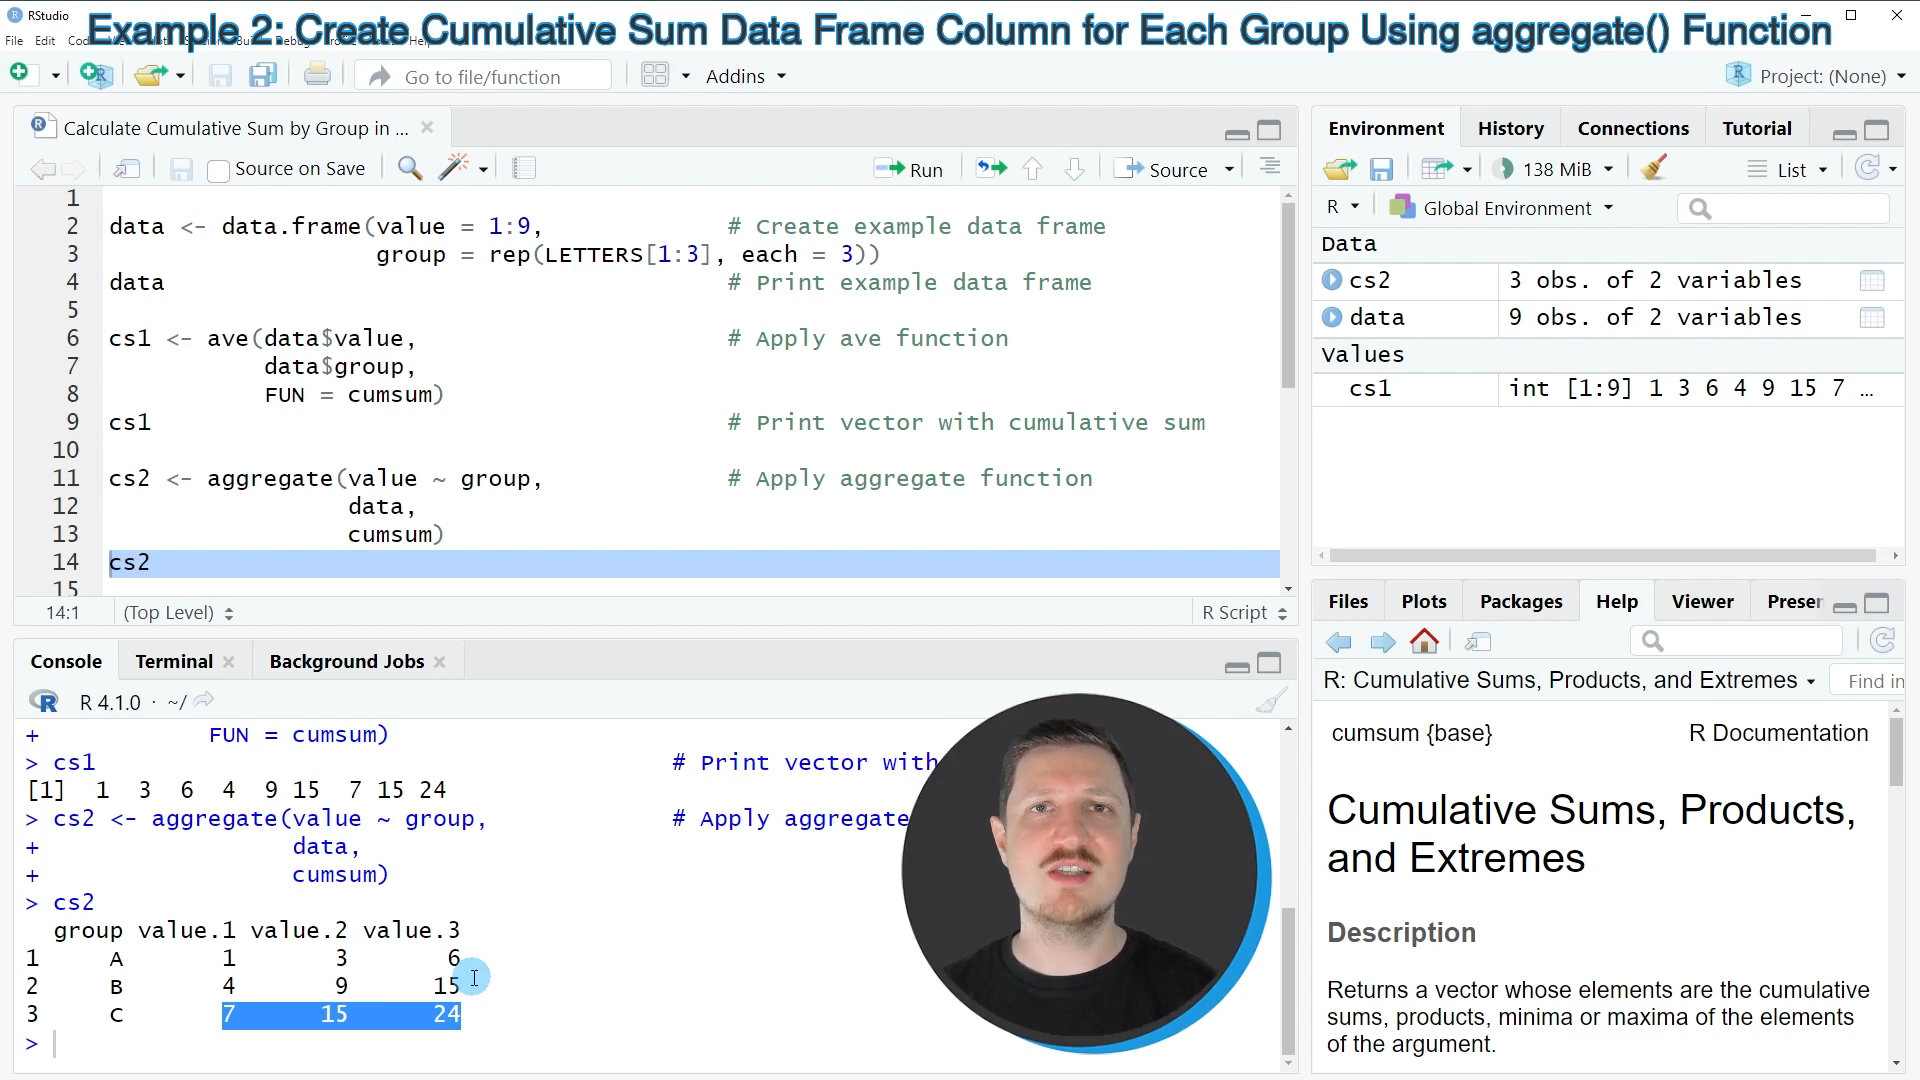 RStudio
Example 2: Create Cumulative Sum Data Frame Column for Each Group Using aggregate() Function
File Edit
Go to file/function
Addins
Project: (None)
Calculate Cumulative Sum by Group in ...
Source on Save
Run
Source
1
2 data <- data.frame(value = 1:9, # Create example data frame
3 group = rep(LETTERS[1:3], each = 3))
4 data # Print example data frame
5
6 cs1 <- ave(data$value, # Apply ave function
7 data$group,
8 FUN = cumsum)
9 cs1 # Print vector with cumulative sum
10
11 cs2 <- aggregate(value ~ group, # Apply aggregate function
12 data,
13 cumsum)
14 cs2
15
14:1 (Top Level) R Script
Console Terminal Background Jobs
R 4.1.0 · ~/
+ FUN = cumsum)
> cs1 # Print vector with
[1] 1 3 6 4 9 15 7 15 24
> cs2 <- aggregate(value ~ group, # Apply aggregate
+ data,
+ cumsum)
> cs2
group value.1 value.2 value.3
1 A 1 3 6
2 B 4 9 15
3 C 7 15 24
>
Environment History Connections Tutorial
138 MiB List
R Global Environment
Data
cs2 3 obs. of 2 variables
data 9 obs. of 2 variables
Values
cs1 int [1:9] 1 3 6 4 9 15 7 ...
Files Plots Packages Help Viewer Presen
R: Cumulative Sums, Products, and Extremes Find in
cumsum {base} R Documentation
Cumulative Sums, Products,
and Extremes
Description
Returns a vector whose elements are the cumulative
sums, products, minima or maxima of the elements
of the argument.